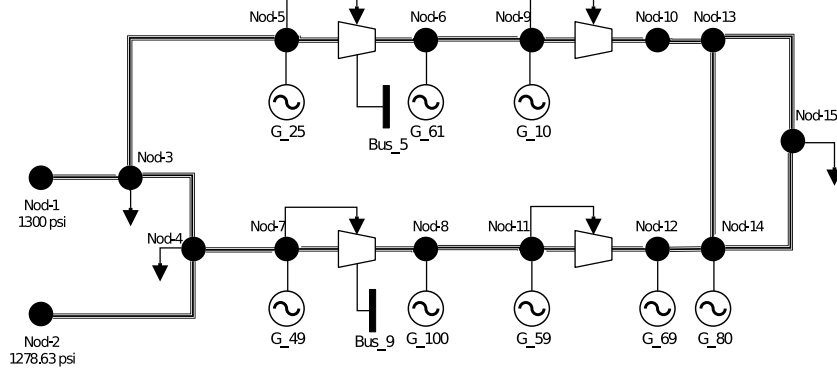 Nod-5
Nod-6
Nod-9
Nod-10
Nod-13
G_25
Bus_5
G_61
G_10
Nod-15
Nod-3
Nod-1
1300 psi
Nod-4
Nod-7
Nod-8
Nod-11
Nod-12
Nod-14
Nod-2
1278.63 psi
G_49
Bus_9
G_100
G_59
G_69
G_80